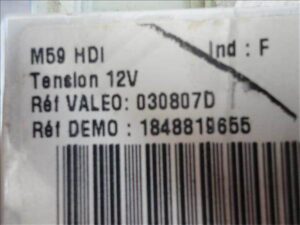 M59 HDI Ind : F
Tension 12V
Réf VALEO: 030807D
Réf DEMO : 1848819655